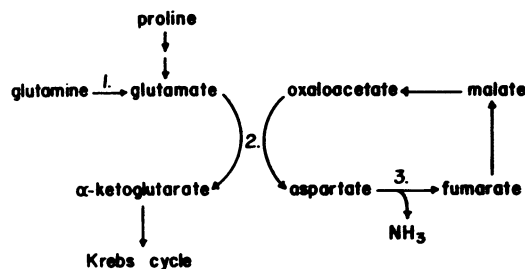 proline
glutamine 1. glutamate oxaloacetate malate
2.
α-ketoglutarate aspartate 3. fumarate
NH₃
Krebs cycle